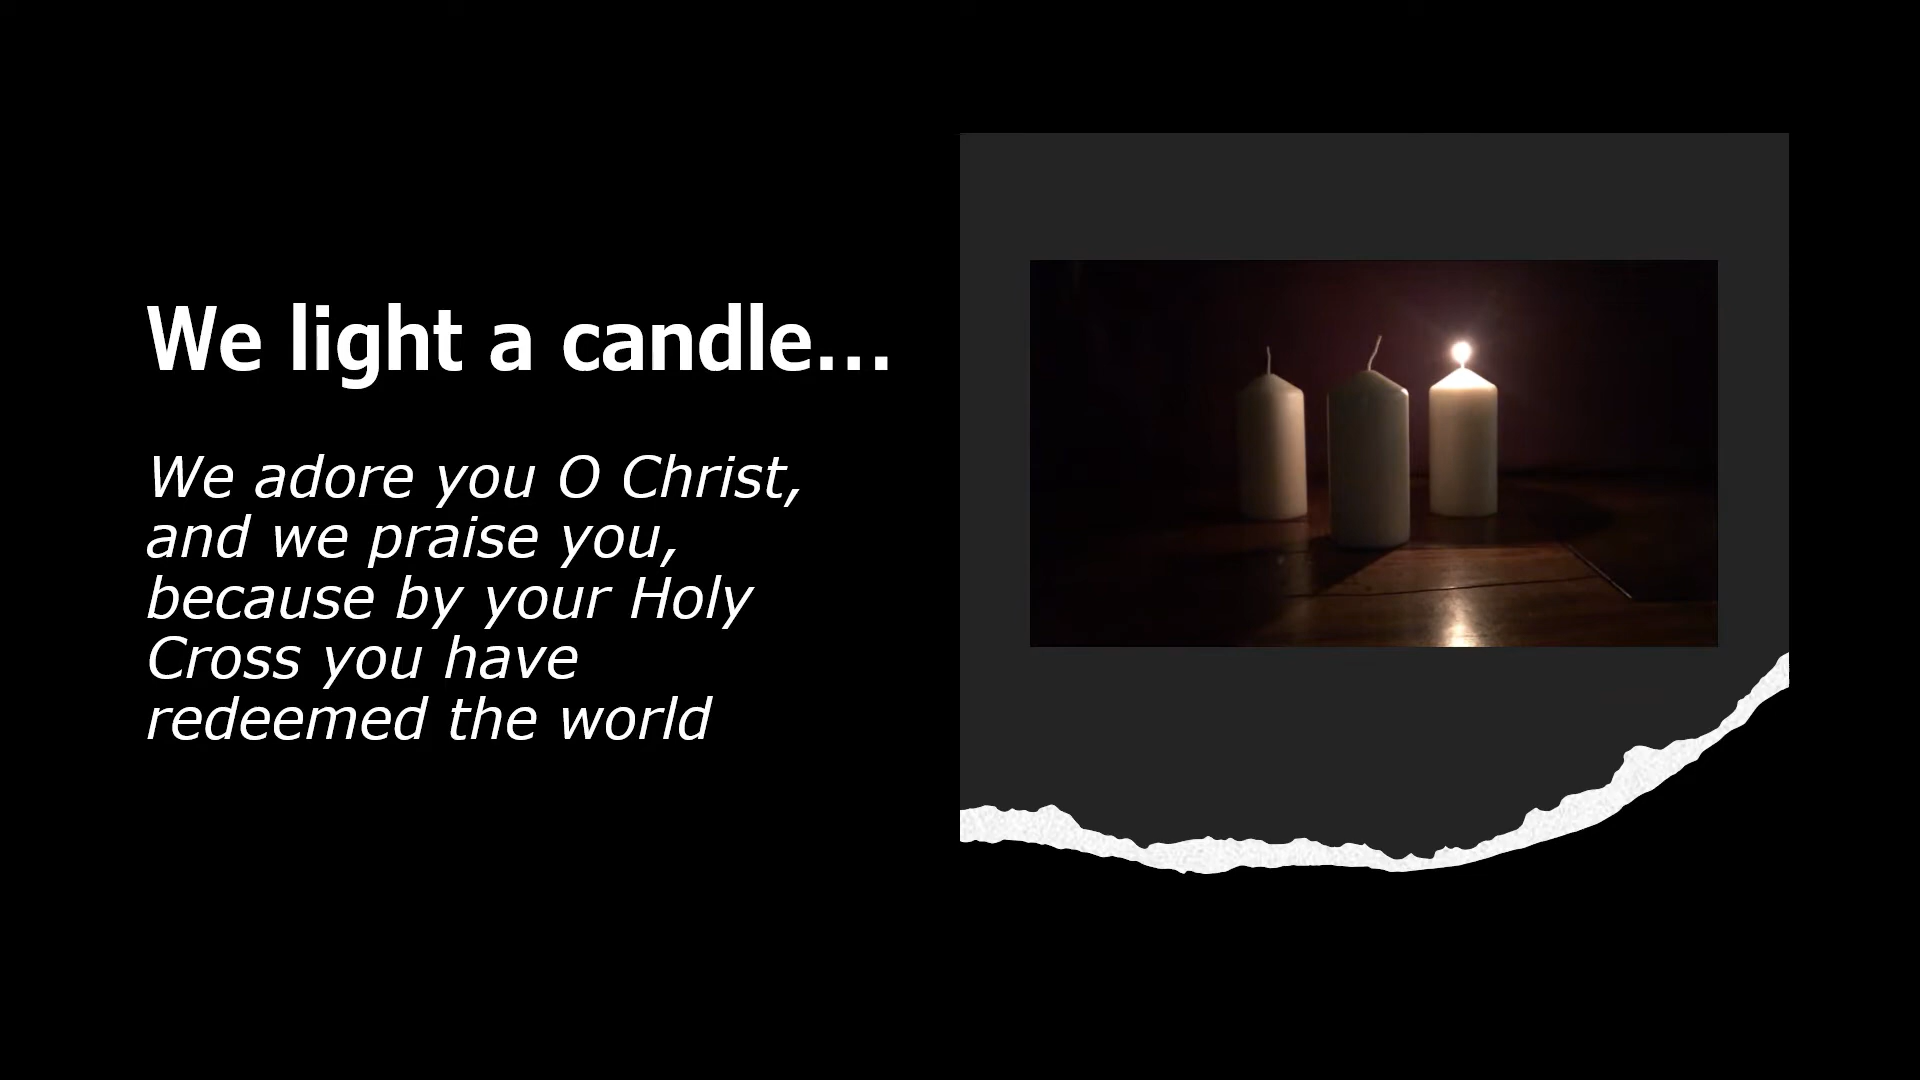 We light a candle...
We adore you O Christ,
and we praise you,
because by your Holy
Cross you have
redeemed the world